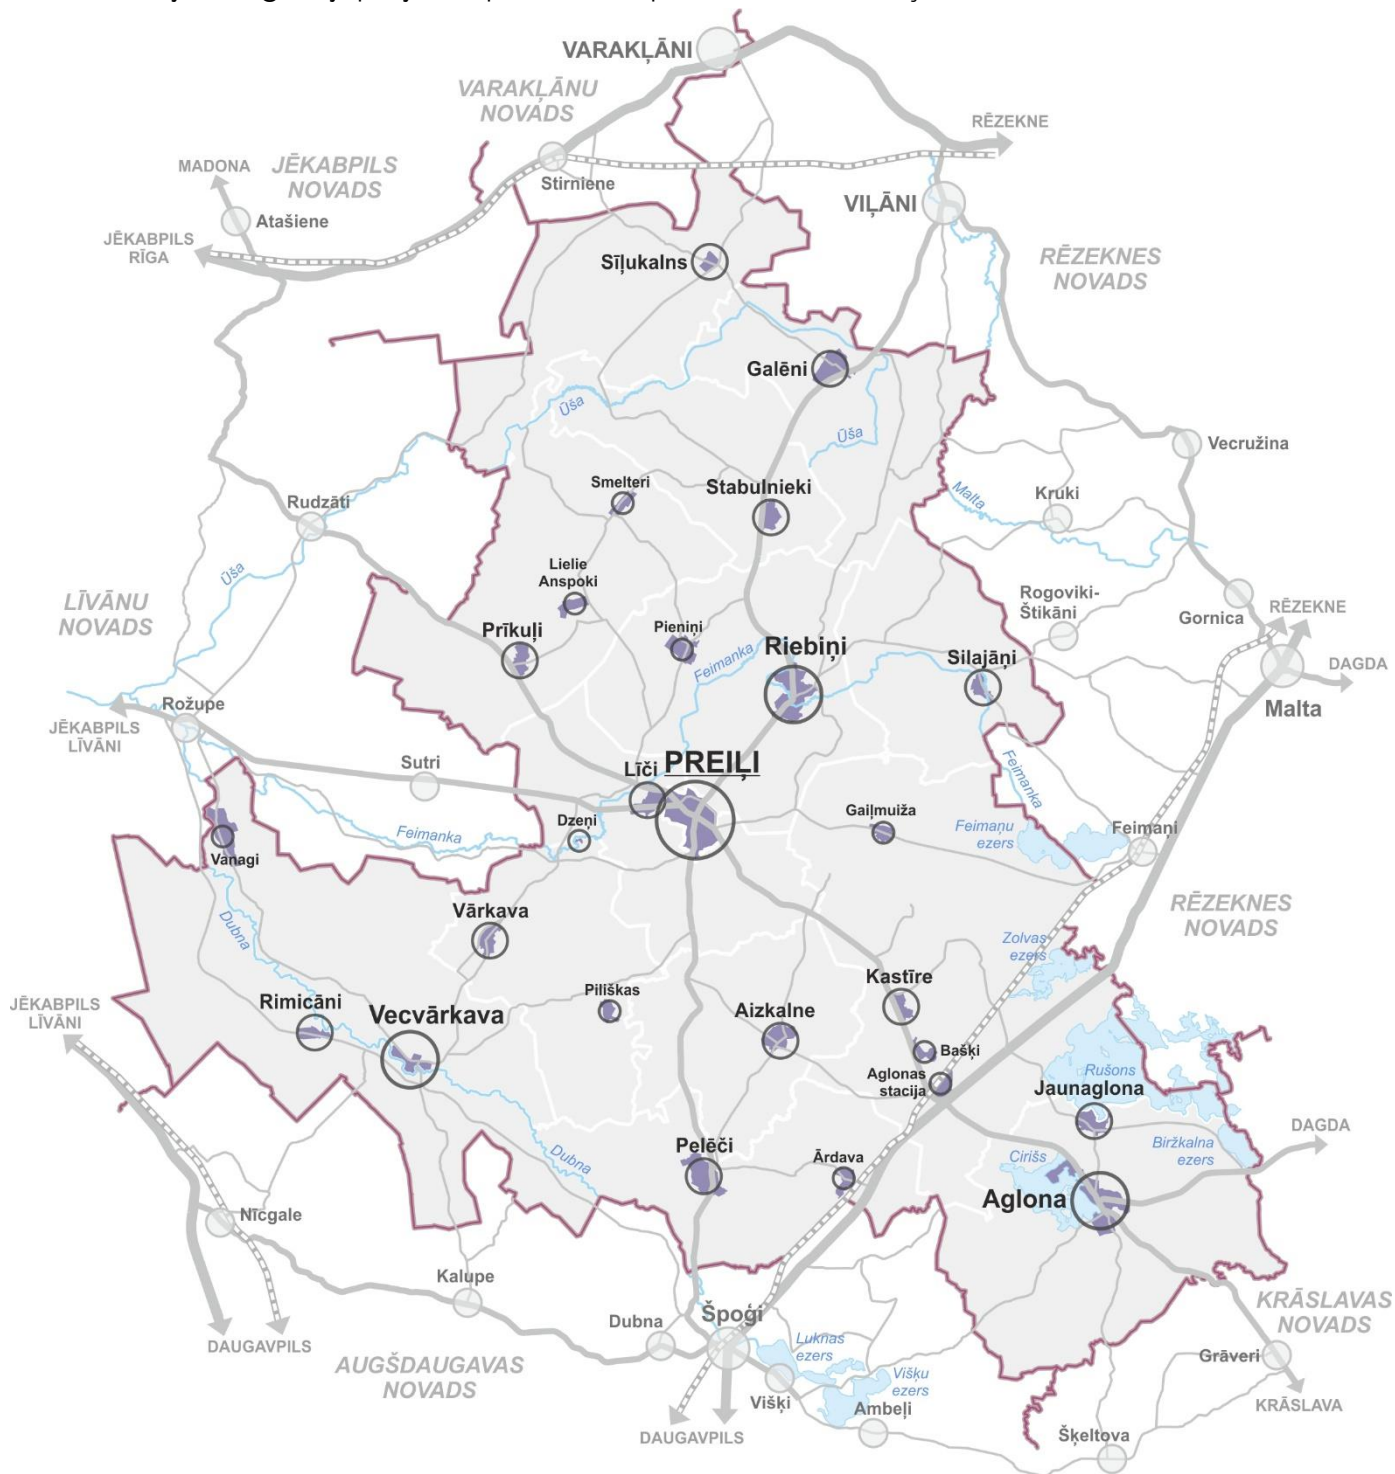 VARAKĻĀNI
VARAKĻĀNU
NOVADS
RĒZEKNE
MADONA
JĒKABPILS
NOVADS
Stirniene
VIĻĀNI
Atašiene
JĒKABPILS
RĪGA
Sīļukalns
RĒZEKNES
NOVADS
Galēni
Ūša
Ūša
Vecružina
Smelteri
Stabulnieki
Malta
Kruki
Rudzāti
Ūša
Lielie
Anspoki
LĪVĀNU
NOVADS
Rogoviki-
Štikāni
Gornica
RĒZEKNE
Prīkuļi
Pieniņi
Feimanka
Riebiņi
Silajāņi
DAGDA
Malta
Rožupe
JĒKABPILS
LĪVĀNI
Sutri
Līči
PREIĻI
Feimanka
Dzeņi
Feimanka
Gaiļmuiža
Feimaņu
ezers
Feimaņi
Vanagi
Vārkava
Dubna
RĒZEKNES
NOVADS
Zolvas
ezers
Kastīre
JĒKABPILS
LĪVĀNI
Rimicāni
Vecvārkava
Piliškas
Aizkalne
Bašķi
Aglonas
stacija
Rušons
Jaunaglona
DAGDA
Pelēči
Dubna
Ārdava
Cirišs
Biržkalna
ezers
Aglona
Nīcgale
Kalupe
Dubna
Špoģi
DAUGAVPILS
AUGŠDAUGAVAS
NOVADS
Luknas
ezers
Višķu
ezers
Višķi
Ambeļi
KRĀSLAVAS
NOVADS
Grāveri
KRĀSLAVA
DAUGAVPILS
Šķeltova